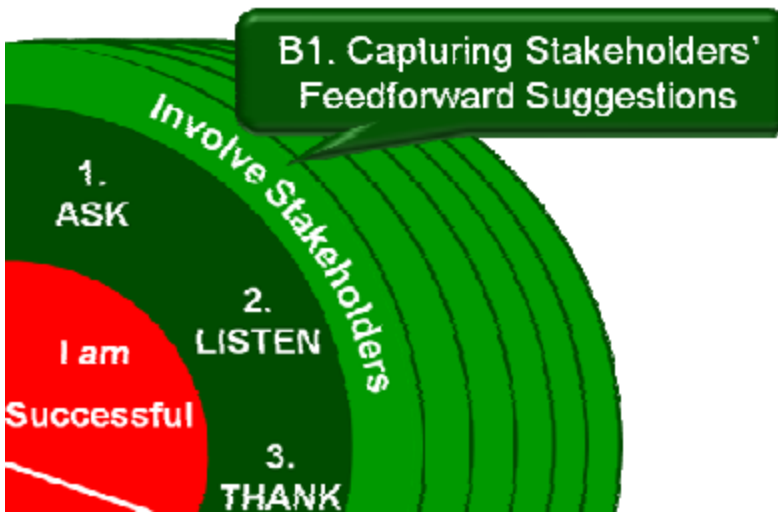 B1. Capturing Stakeholders'
Feedforward Suggestions
Involve Stakeholders
1.
ASK
2.
LISTEN
3.
THANK
I am
Successful